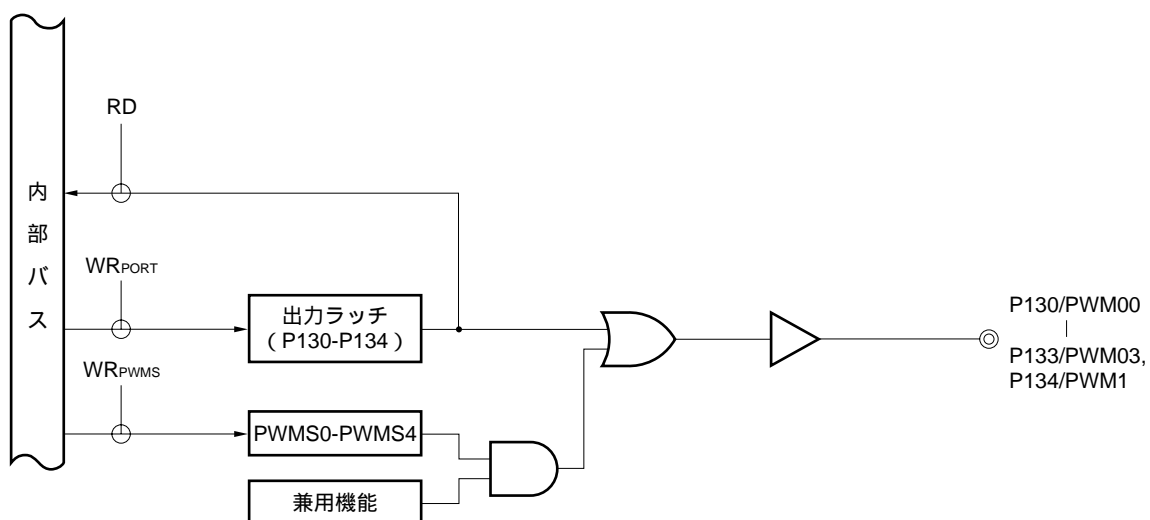 RD
内部バス
WRPORT
出力ラッチ
(P130-P134)
WRPWMS
PWMS0-PWMS4
兼用機能
P130/PWM00
P133/PWM03,
P134/PWM1